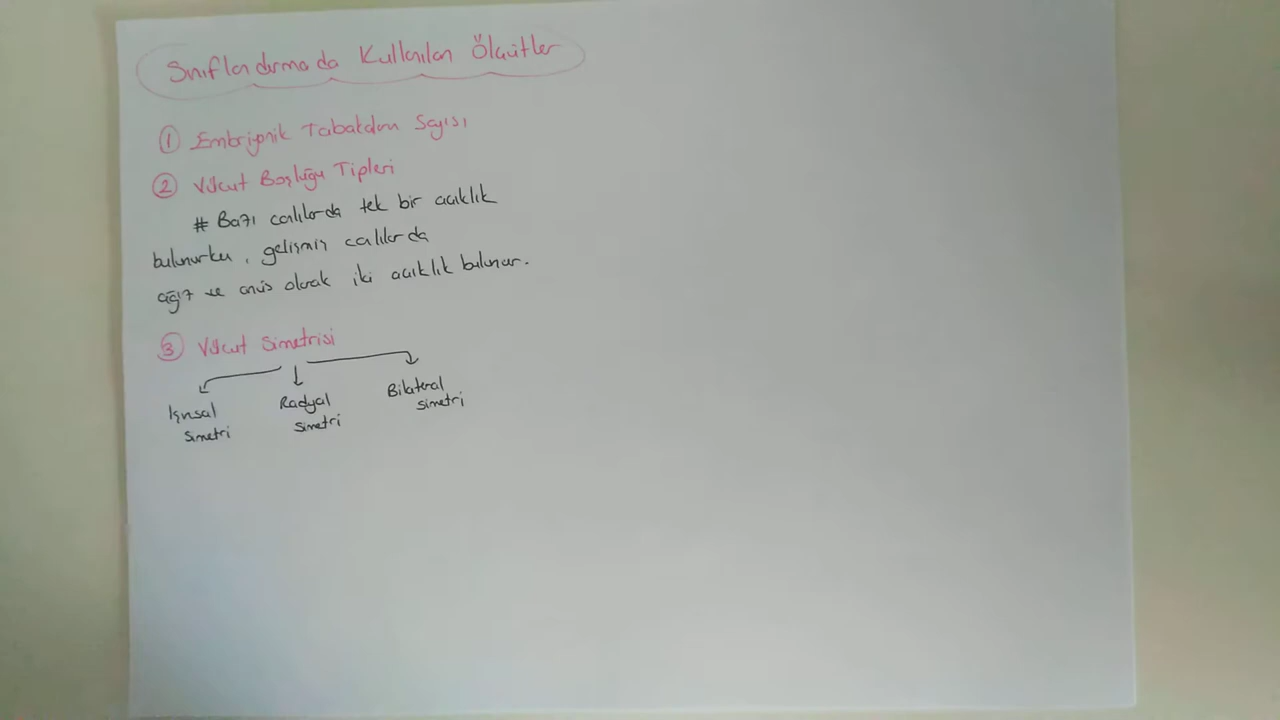 Sınıflandırmada Kullanılan Ölçütler
① Embriyonik Tabakaların Sayısı
② Vücut Boşluğu Tipleri
# Bazı canlılarda tek bir açıklık
bulunurken, gelişmiş canlılarda
ağız ve anüs olarak iki açıklık bulunur.
③ Vücut Simetrisi
Işınsal
simetri
Radyal
simetri
Bilateral
simetri